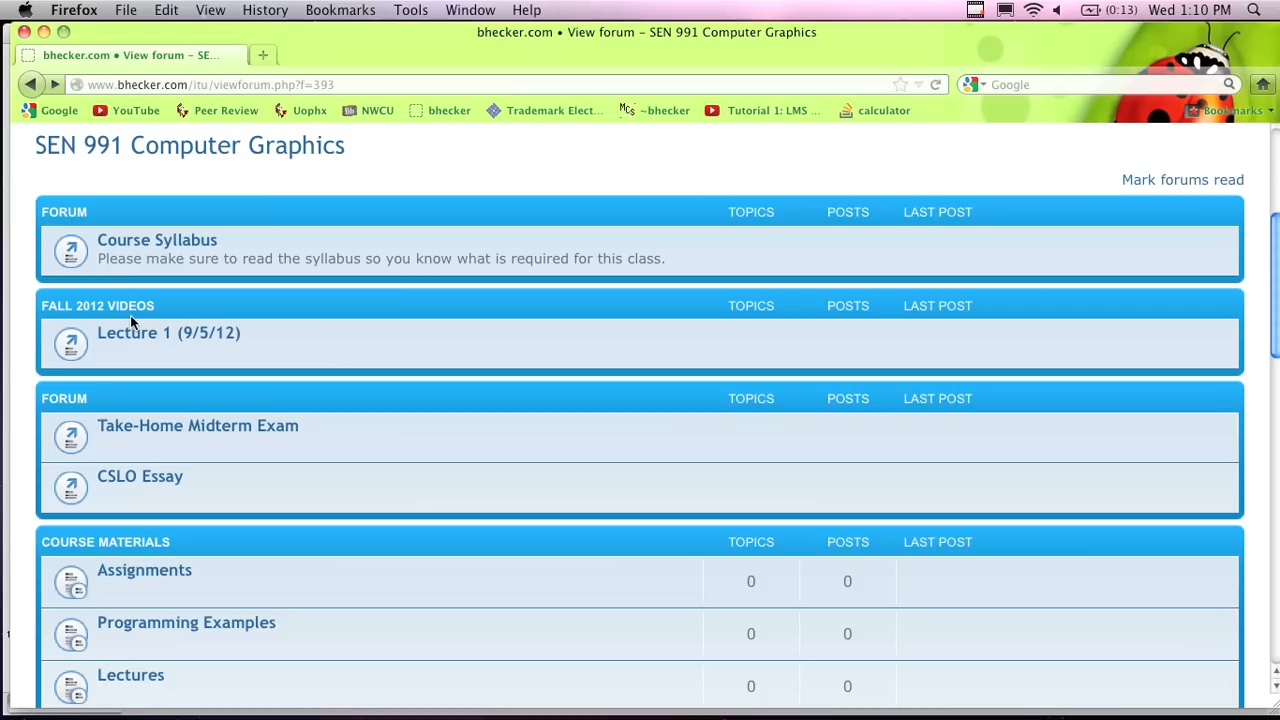 Firefox File Edit View History Bookmarks Tools Window Help (0:13) Wed 1:10 PM
bhecker.com • View forum – SEN 991 Computer Graphics
bhecker.com • View forum – SE...
www.bhecker.com/itu/viewforum.php?f=393 Google
Google YouTube Peer Review Uophx NWCU bhecker Trademark Elect... ~bhecker Tutorial 1: LMS ... calculator Bookmarks
SEN 991 Computer Graphics
Mark forums read
FORUM TOPICS POSTS LAST POST
Course Syllabus
Please make sure to read the syllabus so you know what is required for this class.
FALL 2012 VIDEOS TOPICS POSTS LAST POST
Lecture 1 (9/5/12)
FORUM TOPICS POSTS LAST POST
Take-Home Midterm Exam
CSLO Essay
COURSE MATERIALS TOPICS POSTS LAST POST
Assignments 0 0
Programming Examples 0 0
Lectures 0 0